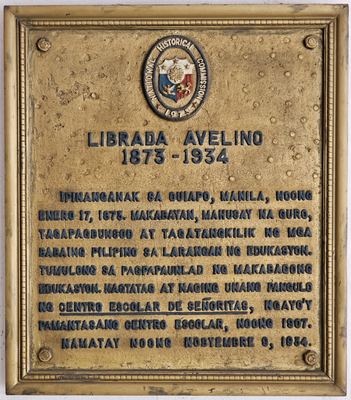 NATIONAL HISTORICAL COMMISSION
LIBRADA AVELINO
1873-1934
IPINANGANAK SA QUIAPO, MANILA, NOONG
ENERO 17, 1873. MAKABAYAN, MAHUSAY NA GURO,
TAGAPAGBUNSOD AT TAGATANGKILIK NG MGA
BABAING PILIPINO SA LARANGAN NG EDUKASYON.
TUMULONG SA PAGPAPAUNLAD NG MAKABAGONG
EDUKASYON. NAGTATAG AT NAGING UNANG PANGULO
NG CENTRO ESCOLAR DE SEÑORITAS, NGAYO'Y
PAMANTASANG CENTRO ESCOLAR, NOONG 1907.
NAMATAY NOONG NOBYEMBRE 9, 1934.